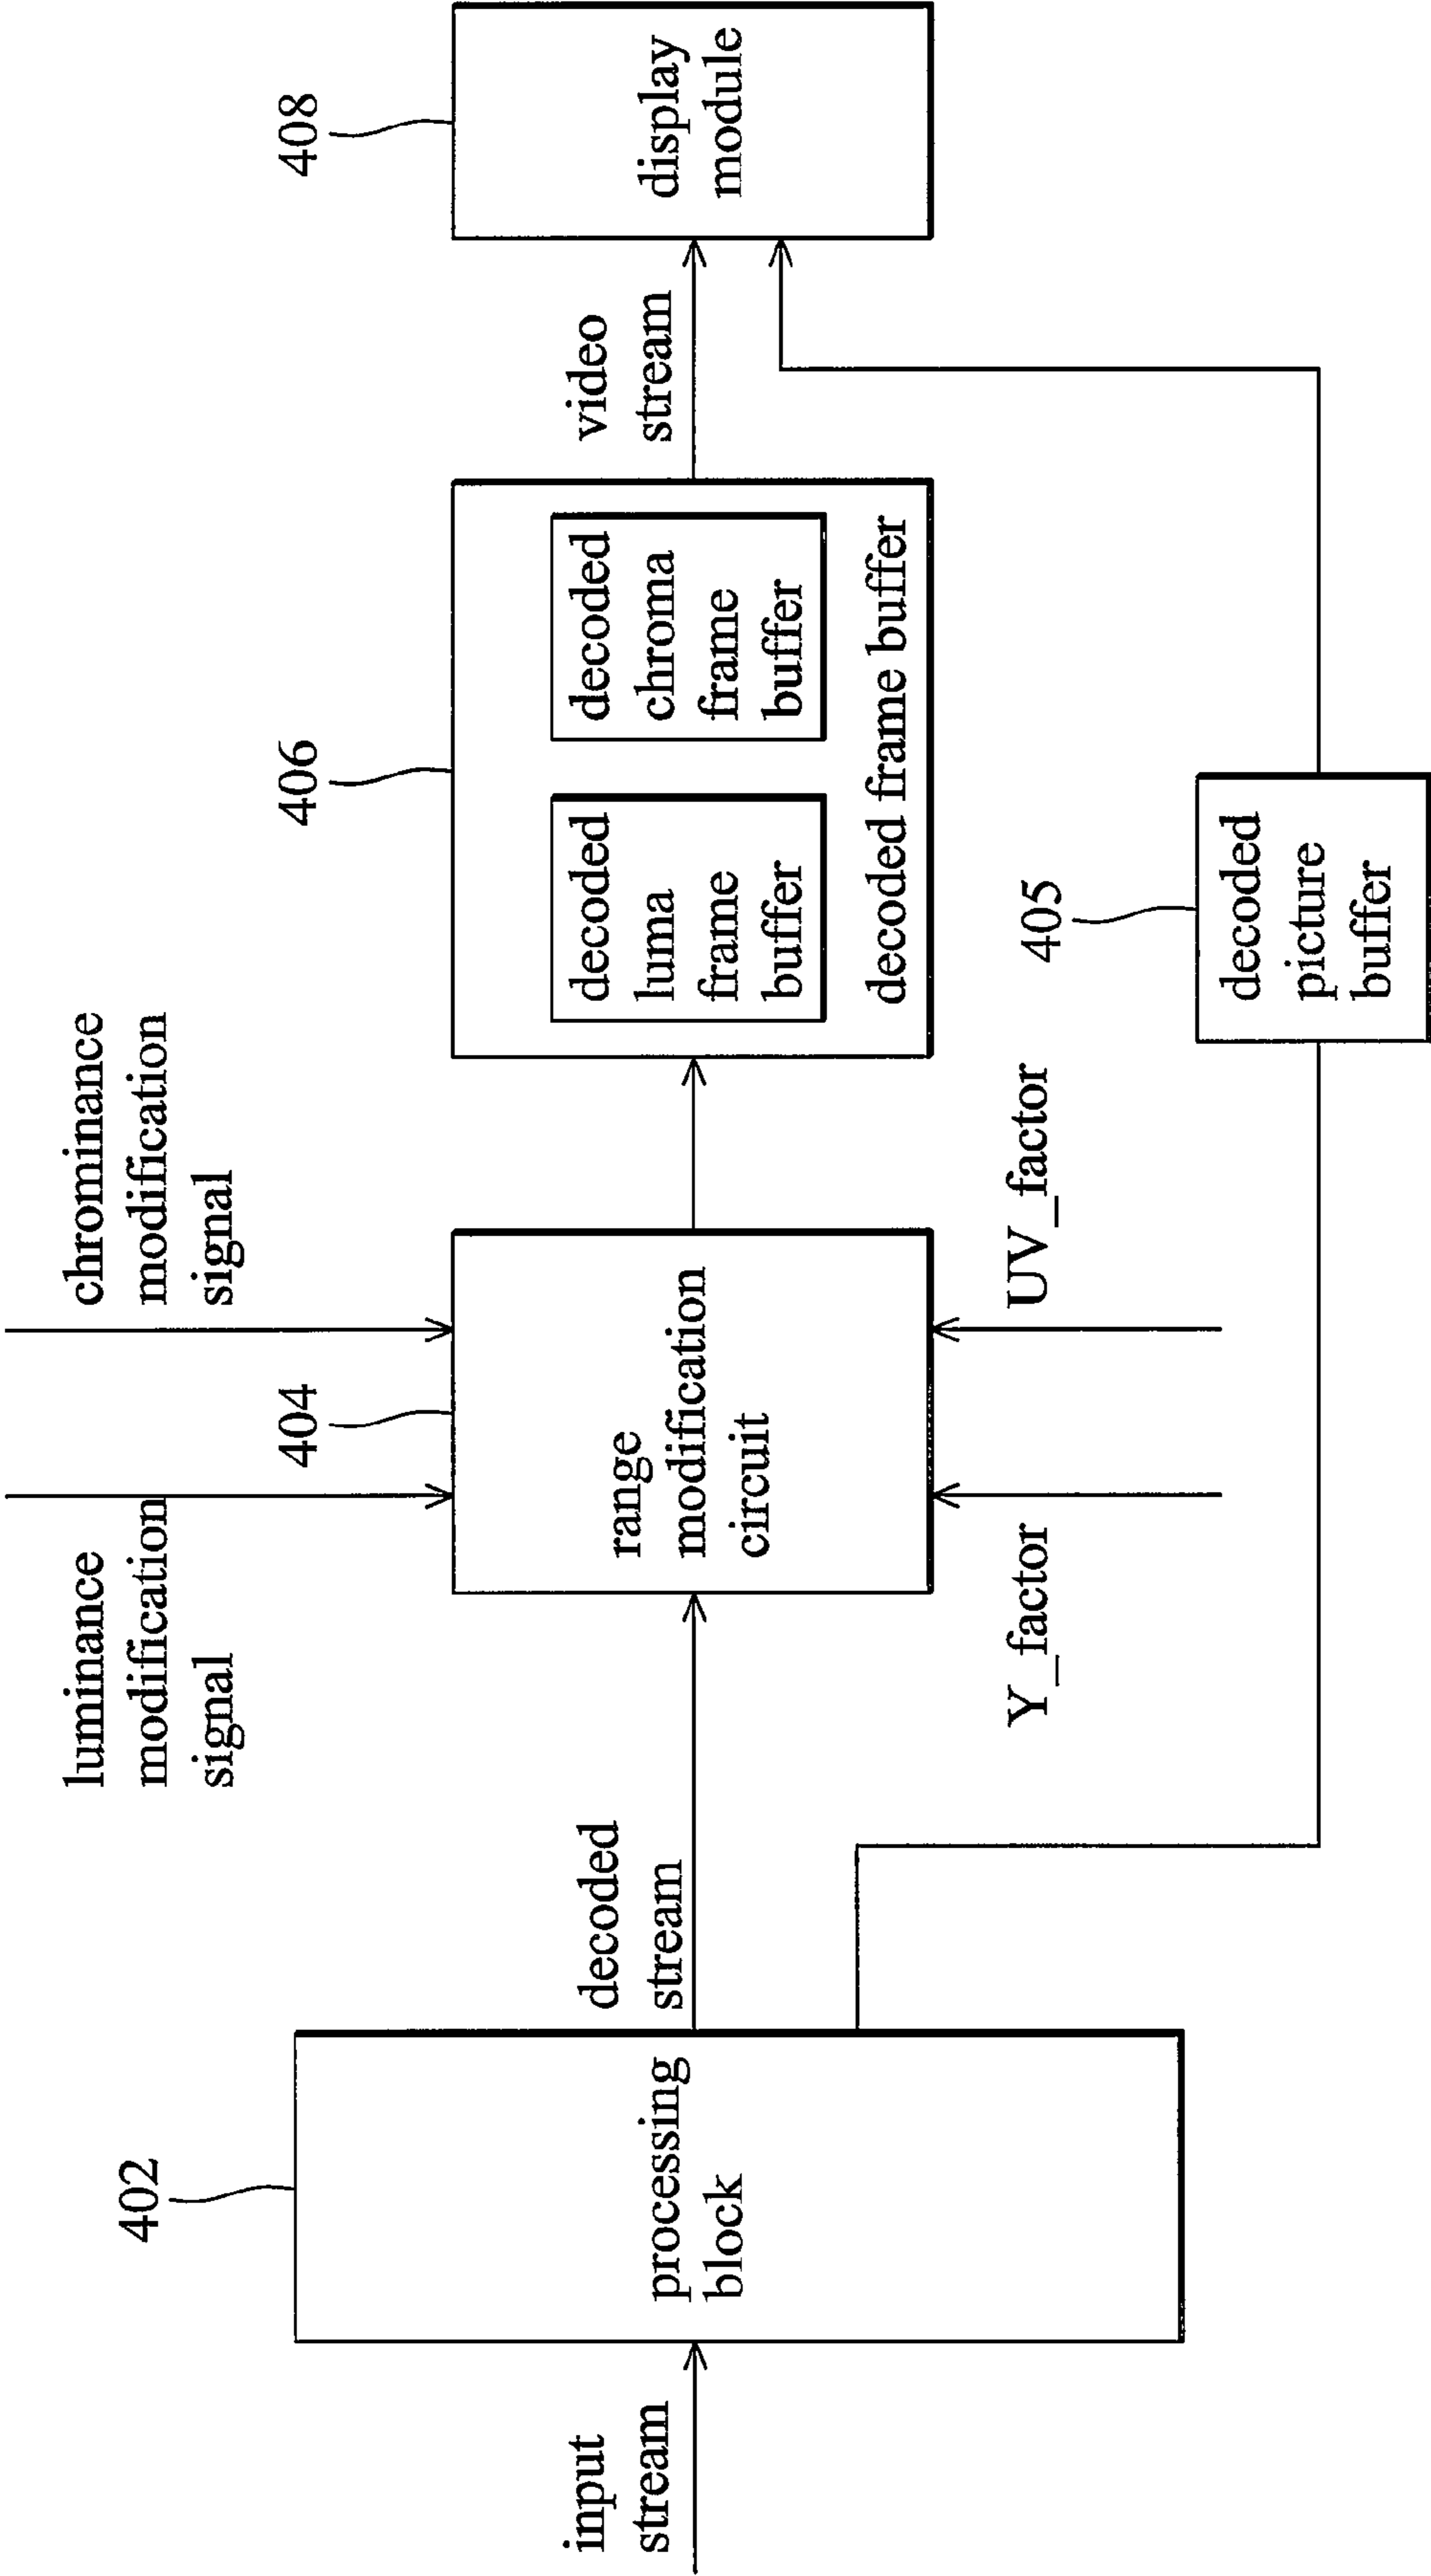 luminance
modification
signal
chrominance
modification
signal
402
404
406
408
input
stream
processing
block
decoded
stream
range
modification
circuit
decoded
luma
frame
buffer
decoded
chroma
frame
buffer
decoded frame buffer
video
stream
display
module
Y_factor
UV_factor
405
decoded
picture
buffer